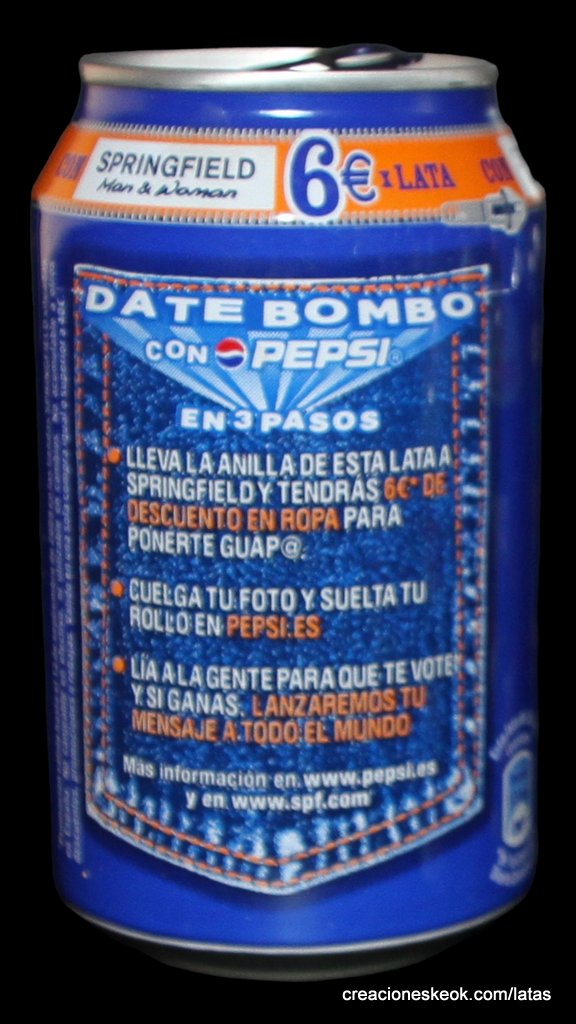 CON SPRINGFIELD 6€ x LATA CON
Man & Woman
DATE BOMBO
CON PEPSI®
EN 3 PASOS
• LLEVA LA ANILLA DE ESTA LATA A
SPRINGFIELD Y TENDRÁS 6€* DE
DESCUENTO EN ROPA PARA
PONERTE GUAP@.
• CUELGA TU FOTO Y SUELTA TU
ROLLO EN PEPSI.ES
• LÍA A LA GENTE PARA QUE TE VOTE
Y SI GANAS, LANZAREMOS TU
MENSAJE A TODO EL MUNDO
Mas información en www.pepsi.es
y en www.spf.com
creacioneskeok.com/latas